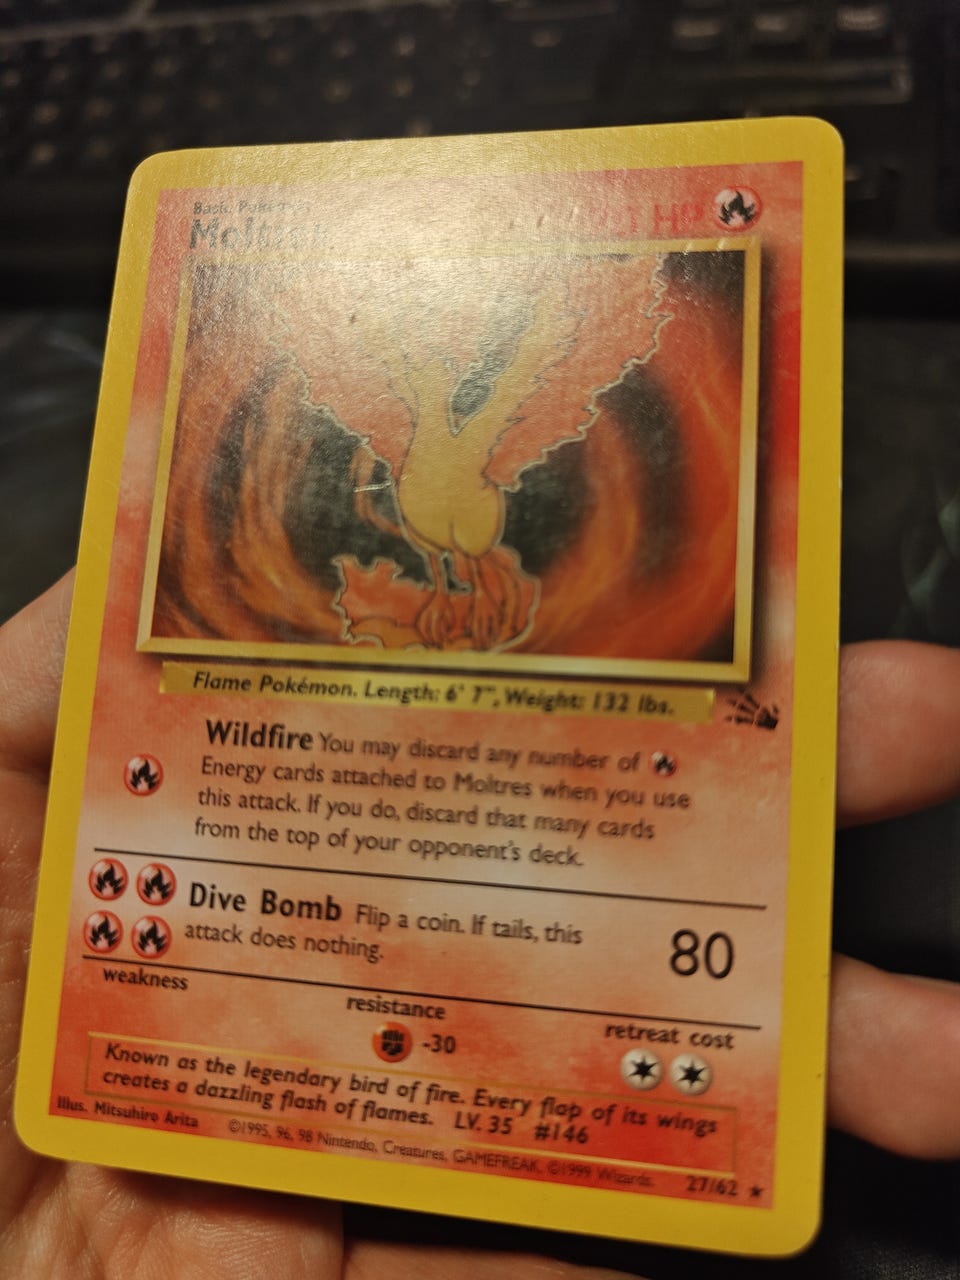 Basic Pokémon
Moltres
HP
Flame Pokémon. Length: 6' 7", Weight: 132 lbs.
Wildfire You may discard any number of
Energy cards attached to Moltres when you use
this attack. If you do, discard that many cards
from the top of your opponent's deck.
Dive Bomb Flip a coin. If tails, this
attack does nothing.
80
weakness
resistance
retreat cost
-30
Known as the legendary bird of fire. Every flap of its wings
creates a dazzling flash of flames. LV. 35 #146
Illus. Mitsuhiro Arita
©1995, 96, 98 Nintendo, Creatures, GAMEFREAK. ©1999 Wizards.
27/62